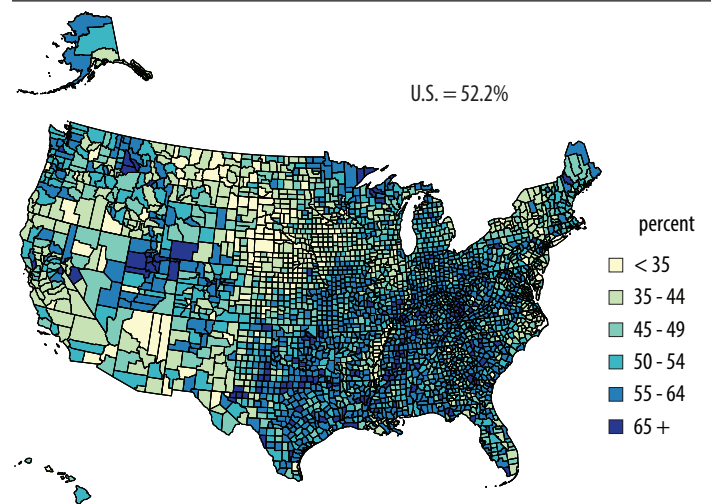 U.S. = 52.2%
percent
< 35
35 - 44
45 - 49
50 - 54
55 - 64
65 +